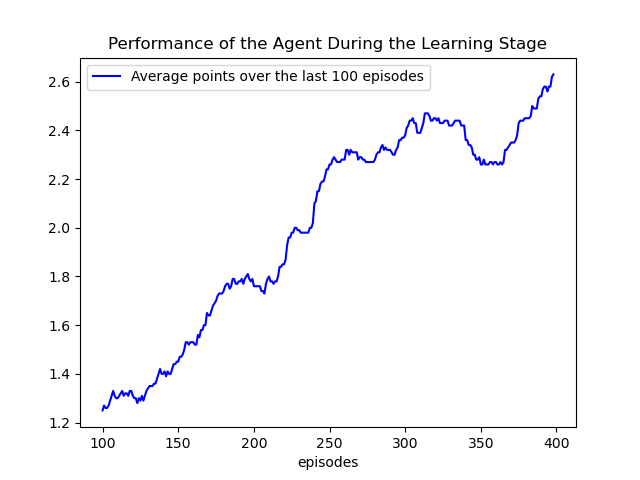 Performance of the Agent During the Learning Stage
Average points over the last 100 episodes
2.6
2.4
2.2
2.0
1.8
1.6
1.4
1.2
100 150 200 250 300 350 400
episodes